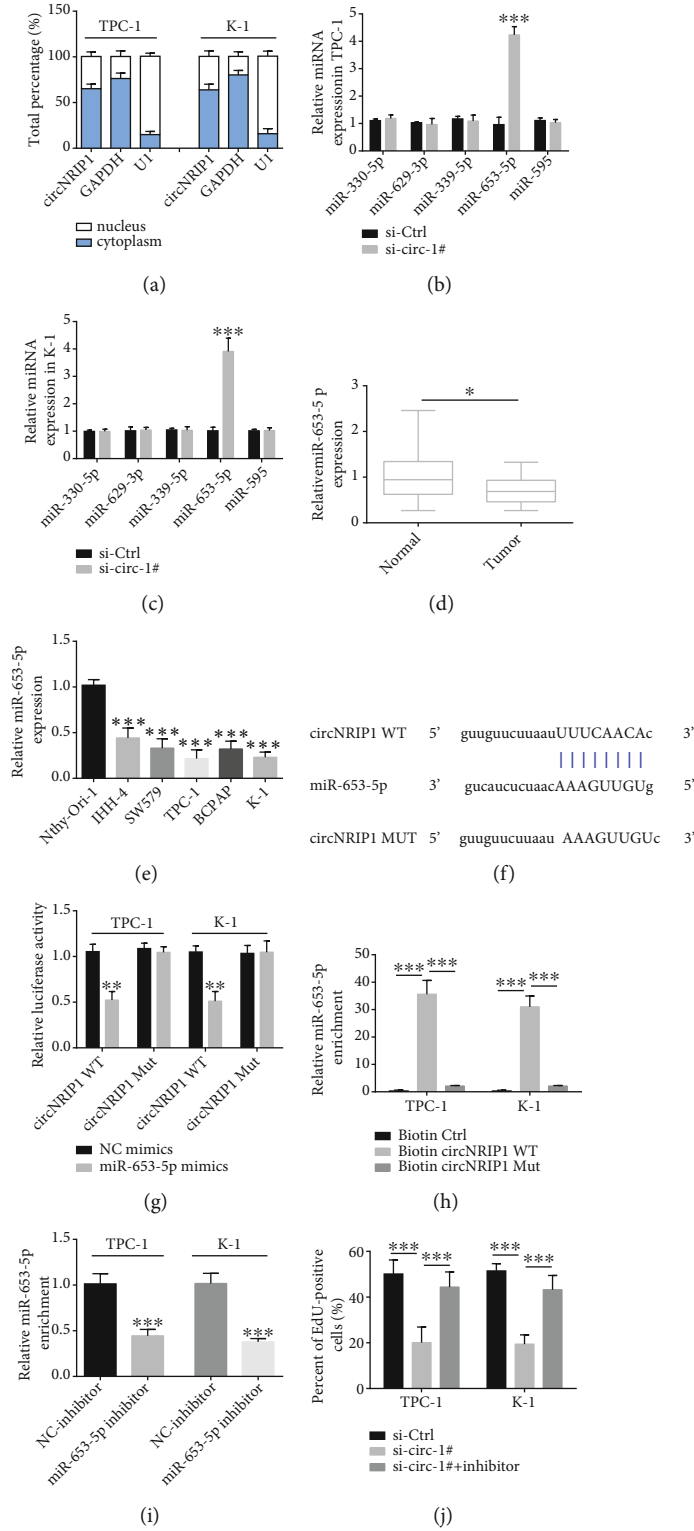 Total percentage (%)
150
100
50
0
TPC-1
K-1
circNRIP1
GAPDH
U1
circNRIP1
GAPDH
U1
nucleus
cytoplasm
(a)
Relative miRNA
expressionin TPC-1
5
4
3
2
1
0
***
miR-330-5p
miR-629-3p
miR-339-5p
miR-653-5p
miR-595
si-Ctrl
si-circ-1#
(b)
Relative miRNA
expression in K-1
5
4
3
2
1
0
***
miR-330-5p
miR-629-3p
miR-339-5p
miR-653-5p
miR-595
si-Ctrl
si-circ-1#
(c)
RelativemiR-653-5 p
expression
3
2
1
0
*
Normal
Tumor
(d)
Relative miR-653-5p
expression
1.5
1.0
0.5
0.0
*** *** *** *** ***
Nthy-Ori-1
IHH-4
SW579
TPC-1
BCPAP
K-1
(e)
circNRIP1 WT 5’ guuguucuuaauUUUCAACAc 3’
miR-653-5p 3’ gucaucucuaacAAAGUUGUg 5’
circNRIP1 MUT 5’ guuguucuuaau AAAGUUGUc 3’
(f)
Relative luciferase activity
1.5
1.0
0.5
0.0
TPC-1
K-1
** **
circNRIP1 WT
circNRIP1 Mut
circNRIP1 WT
circNRIP1 Mut
NC mimics
miR-653-5p mimics
(g)
Relative miR-653-5p
enrichment
50
40
30
20
10
0
*** *** *** ***
TPC-1
K-1
Biotin Ctrl
Biotin circNRIP1 WT
Biotin circNRIP1 Mut
(h)
Relative miR-653-5p
enrichment
1.5
1.0
0.5
0.0
TPC-1
K-1
*** ***
NC-inhibitor
miR-653-5p inhibitor
NC-inhibitor
miR-653-5p inhibitor
(i)
Percent of EdU-positive
cells (%)
60
40
20
0
*** *** *** ***
TPC-1
K-1
si-Ctrl
si-circ-1#
si-circ-1#+inhibitor
(j)